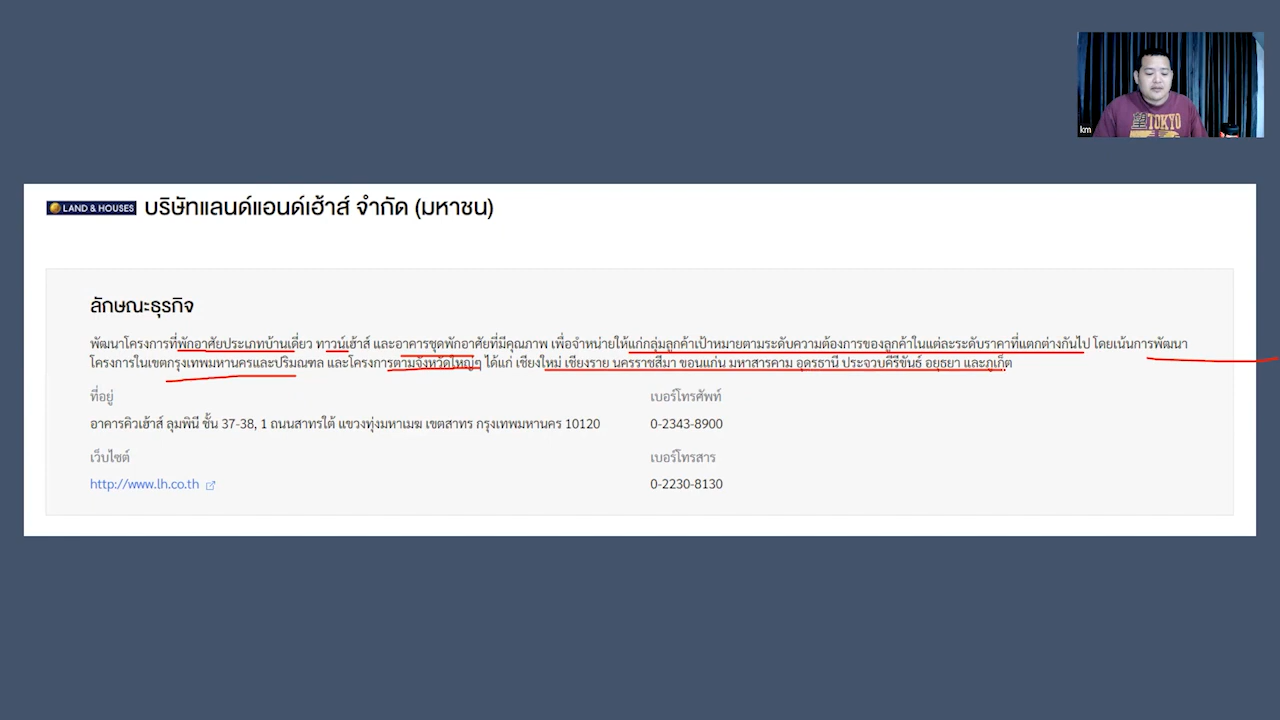 TOKYO
km
LAND & HOUSES บริษัทแลนด์แอนด์เฮ้าส์ จำกัด (มหาชน)
ลักษณะธุรกิจ
พัฒนาโครงการที่พักอาศัยประเภทบ้านเดี่ยว ทาวน์เฮ้าส์ และอาคารชุดพักอาศัยที่มีคุณภาพ เพื่อจำหน่ายให้แก่กลุ่มลูกค้าเป้าหมายตามระดับความต้องการของลูกค้าในแต่ละระดับราคาที่แตกต่างกันไป โดยเน้นการพัฒนา
โครงการในเขตกรุงเทพมหานครและปริมณฑล และโครงการตามจังหวัดใหญ่ๆ ได้แก่ เชียงใหม่ เชียงราย นครราชสีมา ขอนแก่น มหาสารคาม อุดรธานี ประจวบคีรีขันธ์ อยุธยา และภูเก็ต
ที่อยู่
เบอร์โทรศัพท์
อาคารคิวเฮ้าส์ ลุมพินี ชั้น 37-38, 1 ถนนสาทรใต้ แขวงทุ่งมหาเมฆ เขตสาทร กรุงเทพมหานคร 10120
0-2343-8900
เว็บไซต์
เบอร์โทรสาร
http://www.lh.co.th
0-2230-8130